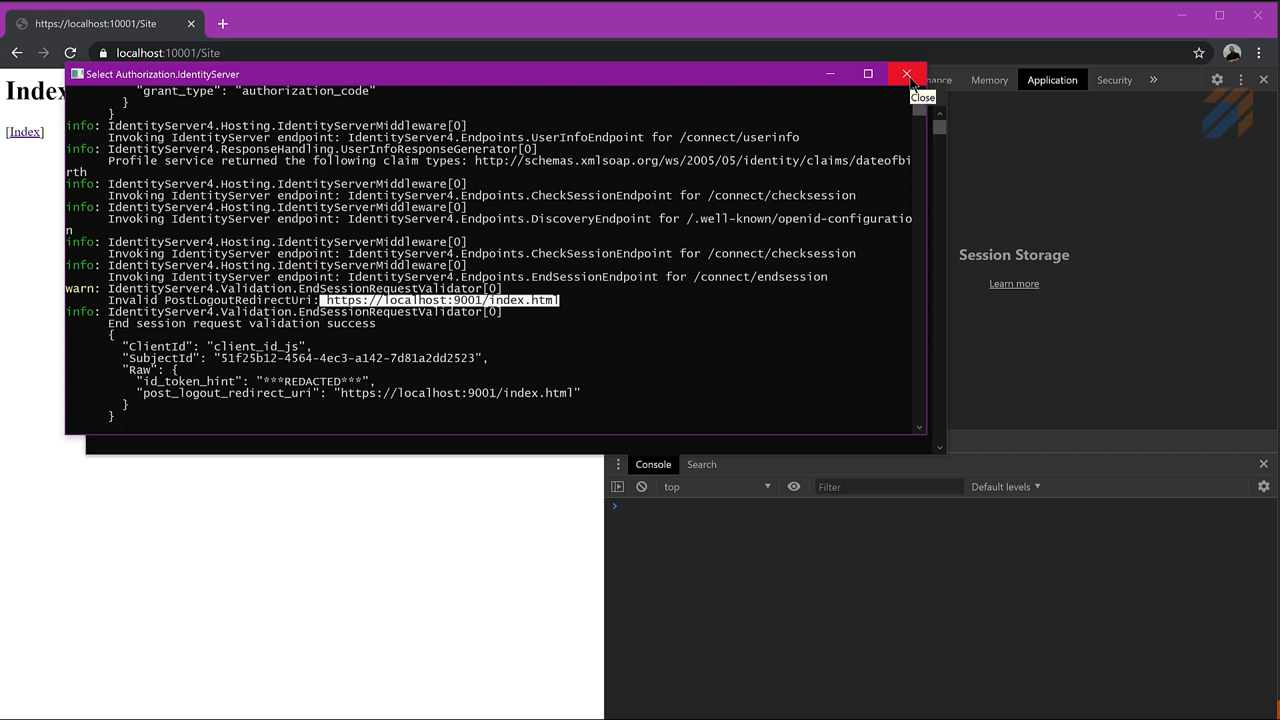 https://localhost:10001/Site
localhost:10001/Site
Select Authorization.IdentityServer
Close
Memory
Application
Security
Index
[Index]
"grant_type": "authorization_code"
}
}
info: IdentityServer4.Hosting.IdentityServerMiddleware[0]
Invoking IdentityServer endpoint: IdentityServer4.Endpoints.UserInfoEndpoint for /connect/userinfo
info: IdentityServer4.ResponseHandling.UserInfoResponseGenerator[0]
Profile service returned the following claim types: http://schemas.xmlsoap.org/ws/2005/05/identity/claims/dateofbi
rth
info: IdentityServer4.Hosting.IdentityServerMiddleware[0]
Invoking IdentityServer endpoint: IdentityServer4.Endpoints.CheckSessionEndpoint for /connect/checksession
info: IdentityServer4.Hosting.IdentityServerMiddleware[0]
Invoking IdentityServer endpoint: IdentityServer4.Endpoints.DiscoveryEndpoint for /.well-known/openid-configuratio
n
info: IdentityServer4.Hosting.IdentityServerMiddleware[0]
Invoking IdentityServer endpoint: IdentityServer4.Endpoints.CheckSessionEndpoint for /connect/checksession
info: IdentityServer4.Hosting.IdentityServerMiddleware[0]
Invoking IdentityServer endpoint: IdentityServer4.Endpoints.EndSessionEndpoint for /connect/endsession
warn: IdentityServer4.Validation.EndSessionRequestValidator[0]
Invalid PostLogoutRedirectUri: https://localhost:9001/index.html
info: IdentityServer4.Validation.EndSessionRequestValidator[0]
End session request validation success
{
"ClientId": "client_id_js",
"SubjectId": "51f25b12-4564-4ec3-a142-7d81a2dd2523",
"Raw": {
"id_token_hint": "***REDACTED***",
"post_logout_redirect_uri": "https://localhost:9001/index.html"
}
}
Session Storage
Learn more
Console
Search
top
Filter
Default levels